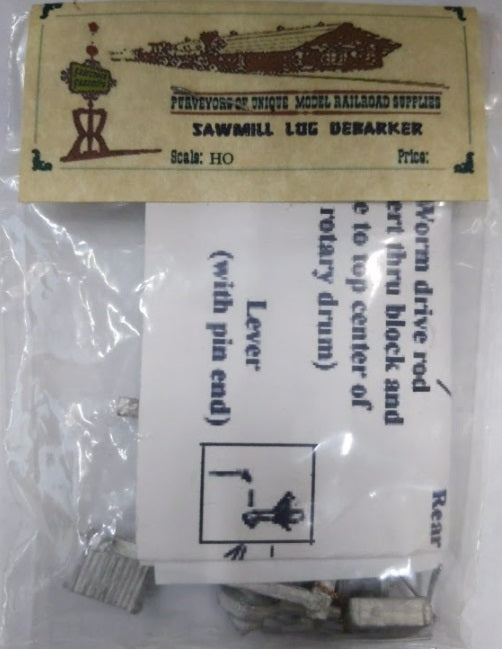 PURVEYORS OF UNIQUE MODEL RAILROAD SUPPLIES
SAWMILL LOG DEBARKER
Scale: HO
Price:
Worm drive rod
ert thru block and
e to top center of
rotary drum)
Lever
(with pin end)
Rear